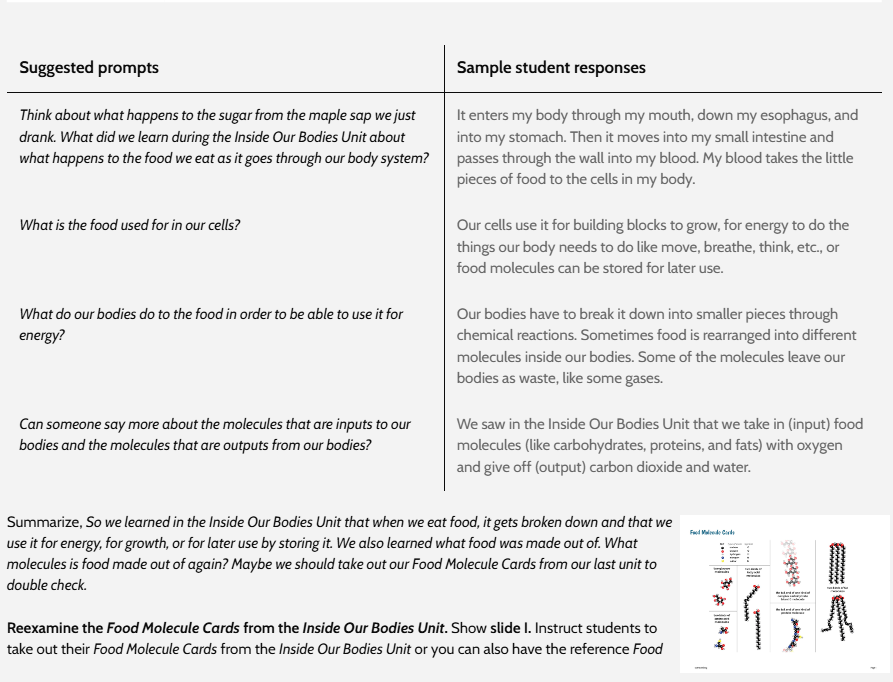 Suggested prompts
Sample student responses
Think about what happens to the sugar from the maple sap we just
drank. What did we learn during the Inside Our Bodies Unit about
what happens to the food we eat as it goes through our body system?
It enters my body through my mouth, down my esophagus, and
into my stomach. Then it moves into my small intestine and
passes through the wall into my blood. My blood takes the little
pieces of food to the cells in my body.
What is the food used for in our cells?
Our cells use it for building blocks to grow, for energy to do the
things our body needs to do like move, breathe, think, etc., or
food molecules can be stored for later use.
What do our bodies do to the food in order to be able to use it for
energy?
Our bodies have to break it down into smaller pieces through
chemical reactions. Sometimes food is rearranged into different
molecules inside our bodies. Some of the molecules leave our
bodies as waste, like some gases.
Can someone say more about the molecules that are inputs to our
bodies and the molecules that are outputs from our bodies?
We saw in the Inside Our Bodies Unit that we take in (input) food
molecules (like carbohydrates, proteins, and fats) with oxygen
and give off (output) carbon dioxide and water.
Summarize, So we learned in the Inside Our Bodies Unit that when we eat food, it gets broken down and that we
use it for energy, for growth, or for later use by storing it. We also learned what food was made out of. What
molecules is food made out of again? Maybe we should take out our Food Molecule Cards from our last unit to
double check.
Reexamine the Food Molecule Cards from the Inside Our Bodies Unit. Show slide I. Instruct students to
take out their Food Molecule Cards from the Inside Our Bodies Unit or you can also have the reference Food
Food Molecule Cards